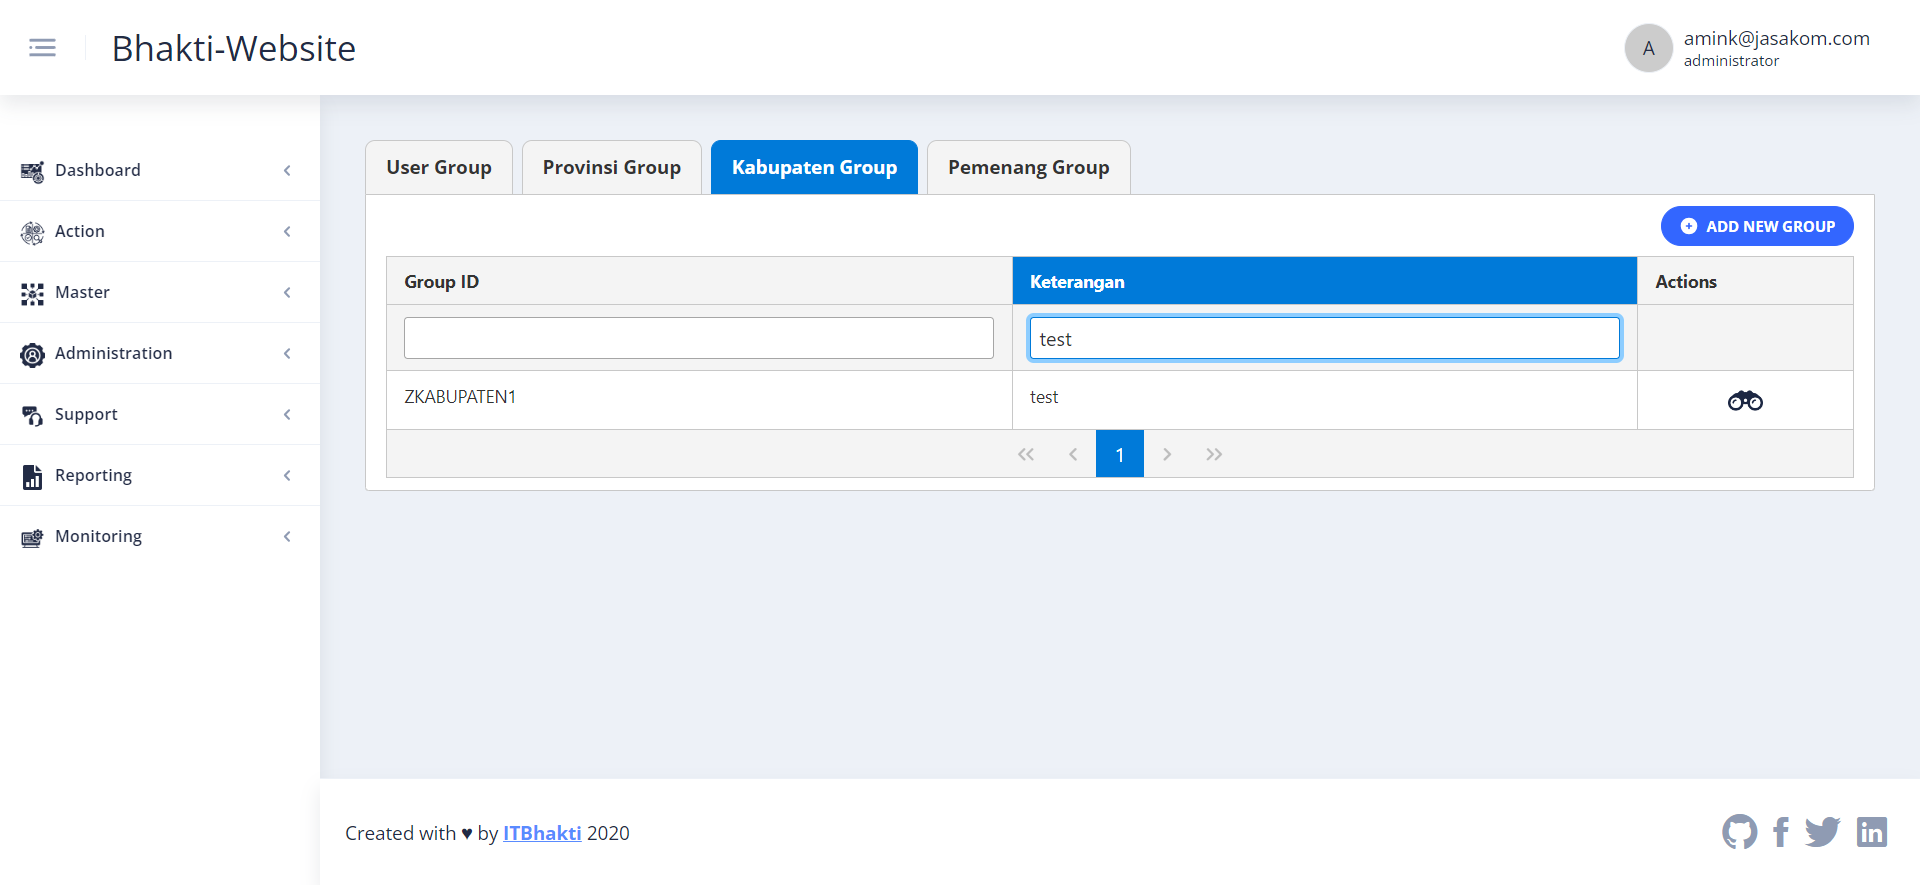 Bhakti-Website
A
amink@jasakom.com
administrator
Dashboard
Action
Master
Administration
Support
Reporting
Monitoring
User Group
Provinsi Group
Kabupaten Group
Pemenang Group
ADD NEW GROUP
Group ID
Keterangan
Actions
test
ZKABUPATEN1
test
1
Created with ♥ by ITBhakti 2020